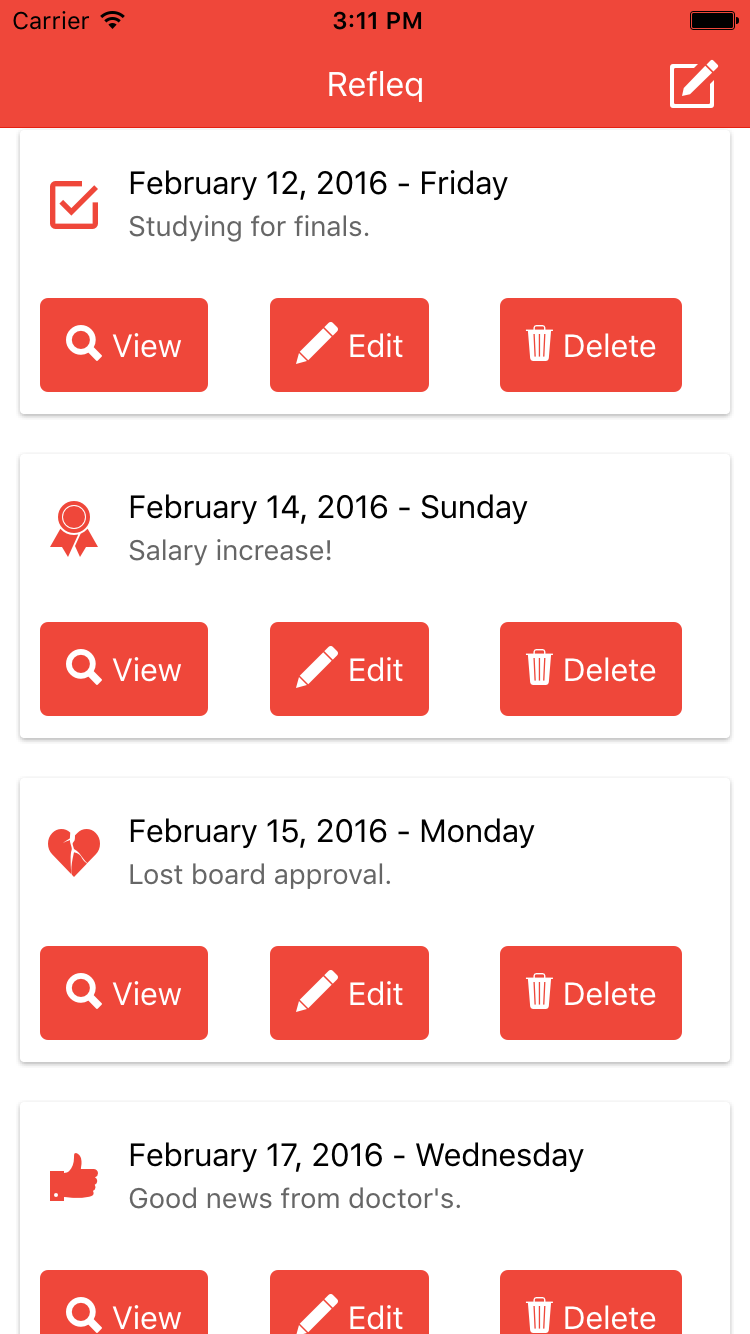 Carrier 3:11 PM
Refleq
February 12, 2016 - Friday
Studying for finals.
View Edit Delete
February 14, 2016 - Sunday
Salary increase!
View Edit Delete
February 15, 2016 - Monday
Lost board approval.
View Edit Delete
February 17, 2016 - Wednesday
Good news from doctor's.
View Edit Delete